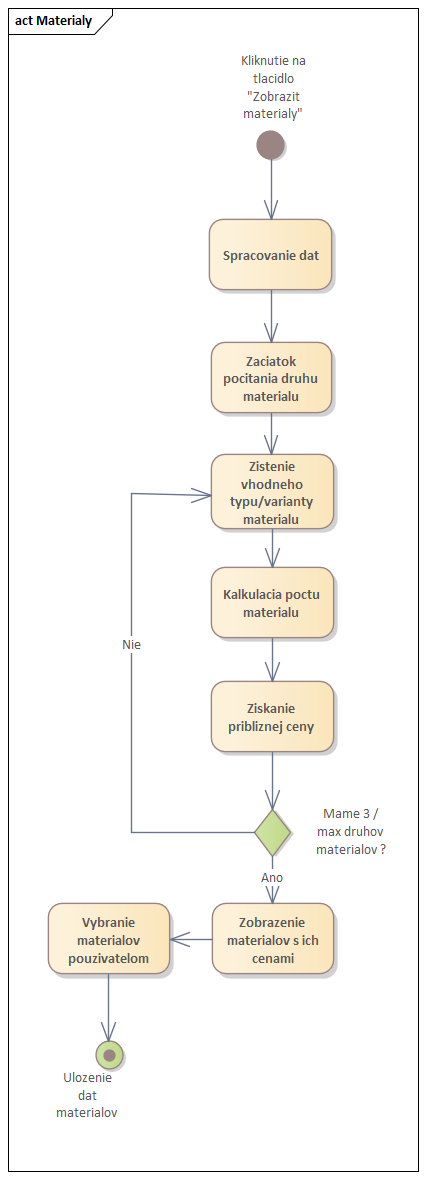 act Materialy
Kliknutie na
tlacidlo
"Zobrazit
materialy"
Spracovanie dat
Zaciatok
pocitania druhu
materialu
Zistenie
vhodneho
typu/varianty
materialu
Kalkulacia poctu
materialu
Nie
Ziskanie
pribliznej ceny
Mame 3 /
max druhov
materialov ?
Ano
Zobrazenie
materialov s ich
cenami
Vybranie
materialov
pouzivatelom
Ulozenie
dat
materialov